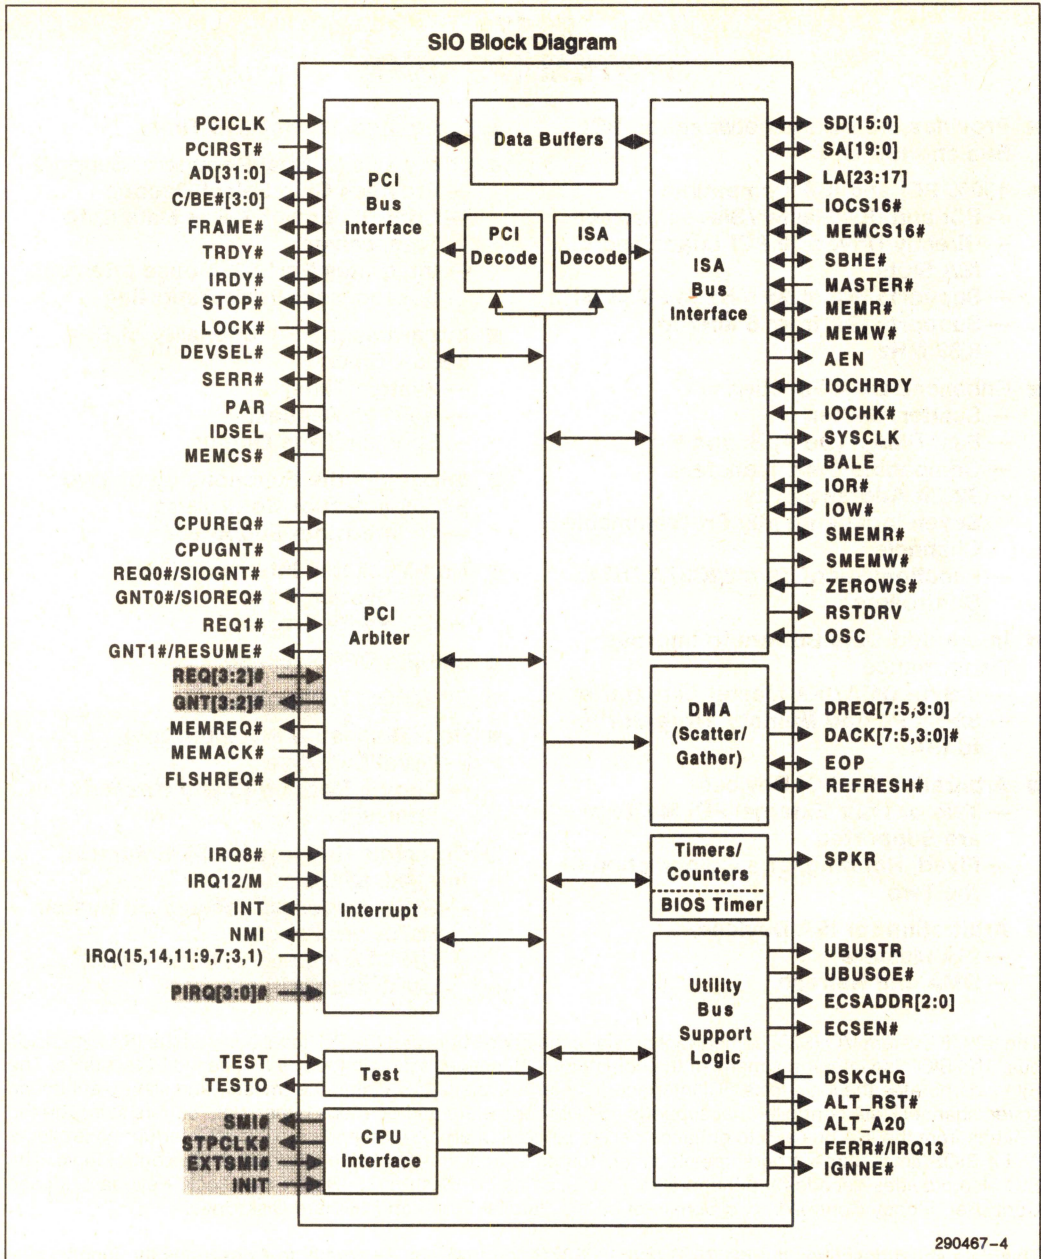 SIO Block Diagram
PCICLK
PCIRST#
AD[31:0]
C/BE#[3:0]
FRAME#
TRDY#
IRDY#
STOP#
LOCK#
DEVSEL#
SERR#
PAR
IDSEL
MEMCS#
PCI
Bus
Interface
Data Buffers
PCI
Decode
ISA
Decode
ISA
Bus
Interface
SD[15:0]
SA[19:0]
LA[23:17]
IOCS16#
MEMCS16#
SBHE#
MASTER#
MEMR#
MEMW#
AEN
IOCHRDY
IOCHK#
SYSCLK
BALE
IOR#
IOW#
SMEMR#
SMEMW#
ZEROWS#
RSTDRV
OSC
CPUREQ#
CPUGNT#
REQ0#/SIOGNT#
GNT0#/SIOREQ#
REQ1#
GNT1#/RESUME#
REQ[3:2]#
GNT[3:2]#
MEMREQ#
MEMACK#
FLSHREQ#
PCI
Arbiter
DMA
(Scatter/
Gather)
DREQ[7:5,3:0]
DACK[7:5,3:0]#
EOP
REFRESH#
IRQ8#
IRQ12/M
INT
NMI
IRQ(15,14,11:9,7:3,1)
PIRQ[3:0]#
Interrupt
Timers/
Counters
BIOS Timer
SPKR
Utility
Bus
Support
Logic
UBUSTR
UBUSOE#
ECSADDR[2:0]
ECSEN#
DSKCHG
ALT_RST#
ALT_A20
FERR#/IRQ13
IGNNE#
TEST
TESTO
Test
SMI#
STPCLK#
EXTSMI#
INIT
CPU
Interface
290467-4